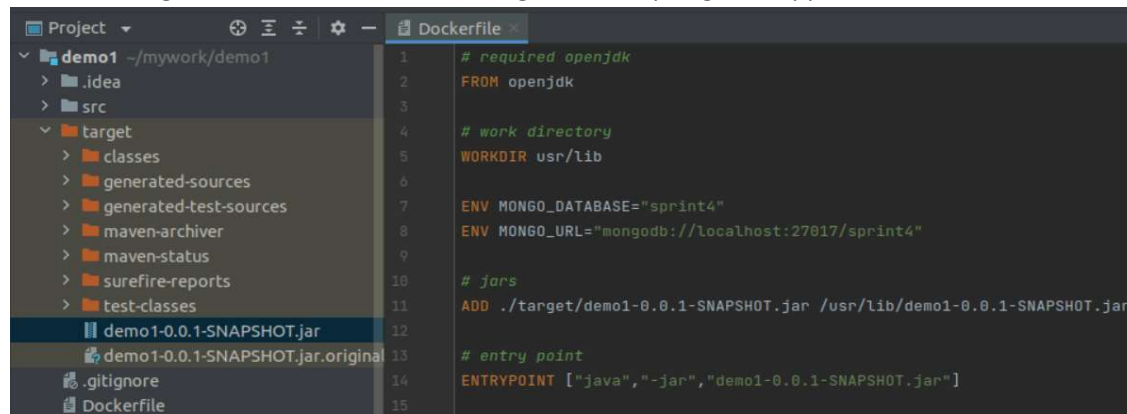 Project
demo1 ~/mywork/demo1
.idea
src
target
classes
generated-sources
generated-test-sources
maven-archiver
maven-status
surefire-reports
test-classes
demo1-0.0.1-SNAPSHOT.jar
demo1-0.0.1-SNAPSHOT.jar.original
.gitignore
Dockerfile
Dockerfile
1 # required openjdk
2 FROM openjdk
3
4 # work directory
5 WORKDIR usr/lib
6
7 ENV MONGO_DATABASE="sprint4"
8 ENV MONGO_URL="mongodb://localhost:27017/sprint4"
9
10 # jars
11 ADD ./target/demo1-0.0.1-SNAPSHOT.jar /usr/lib/demo1-0.0.1-SNAPSHOT.jar
12
13 # entry point
14 ENTRYPOINT ["java","-jar","demo1-0.0.1-SNAPSHOT.jar"]
15